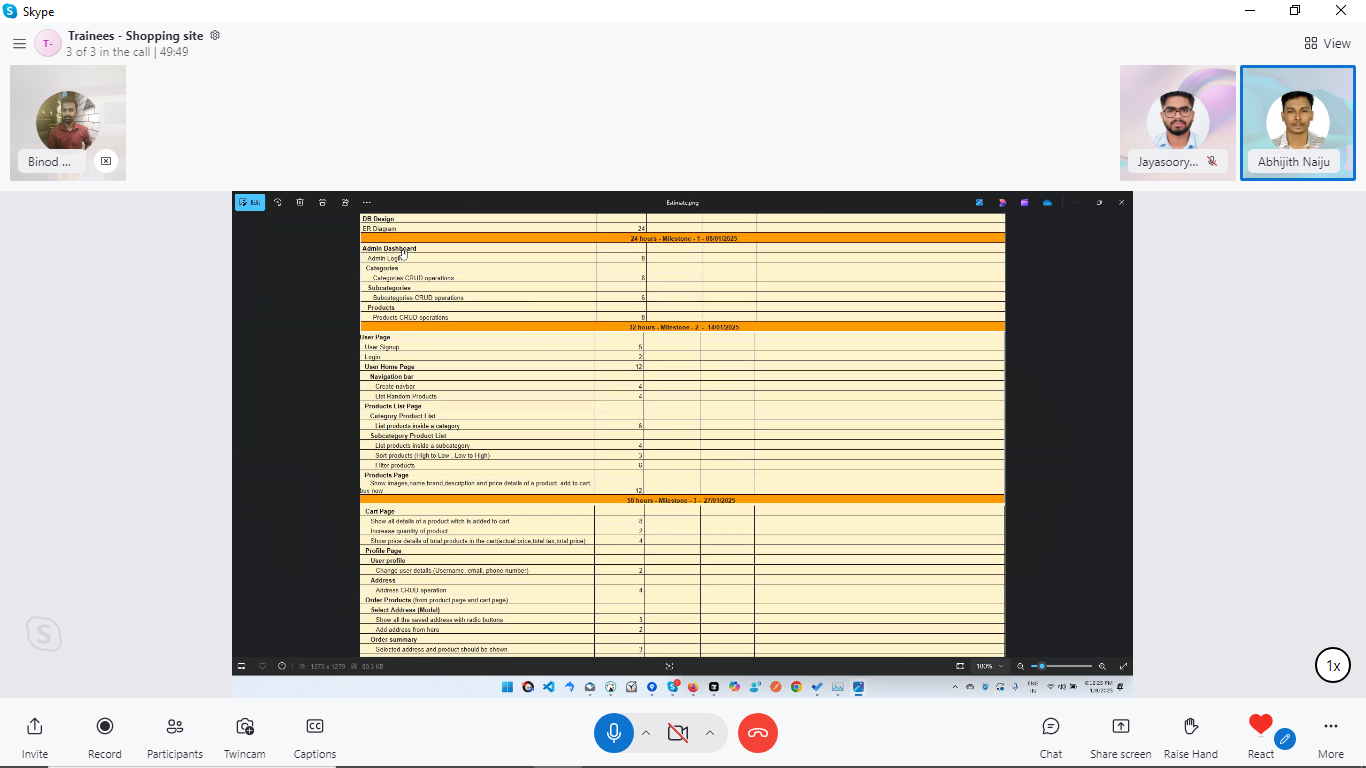 Skype
T-
Trainees - Shopping site
3 of 3 in the call | 49:49
View
Binod ...
Jayasoory...
Abhijith Naiju
Edit
Estimate.png
DB Design
ER Diagram 24
24 hours - Milestone - 1 - 08/01/2025
Admin Dashboard
Admin Login 8
Categories
Categories CRUD operations 8
Subcategories
Subcategories CRUD operations 6
Products
Products CRUD operations 8
32 hours - Milestone - 2 - 14/01/2025
User Page
User Signup 5
Login 2
User Home Page 12
Navigation bar
Create navbar 4
List Random Products 4
Products List Page
Category Product List
List products inside a category 6
Subcategory Product List
List products inside a subcategory 4
Sort products (High to Low , Low to High) 3
Filter products 6
Products Page
Show images,name brand,description and price details of a product, add to cart,
buy now 12
58 hours - Milestone - 3 - 27/01/2025
Cart Page
Show all details of a product witch is added to cart 8
Increase quantity of product 2
Show price details of total products in the cert(actual price,total tax,total price) 4
Profile Page
User profile
Change user details (Username, email, phone number) 2
Address
Address CRUD operation 4
Order Products (from product page and cart page)
Select Address (Modal)
Show all the saved address with radio buttons 3
Add address from here 2
Order summary
Selected address and product should be shown 3
1375 x 1279
80.3 KB
100%
ENG
IN
6:12:23 PM
1/8/2025
1x
Invite
Record
Participants
Twincam
Captions
Chat
Share screen
Raise Hand
React
More